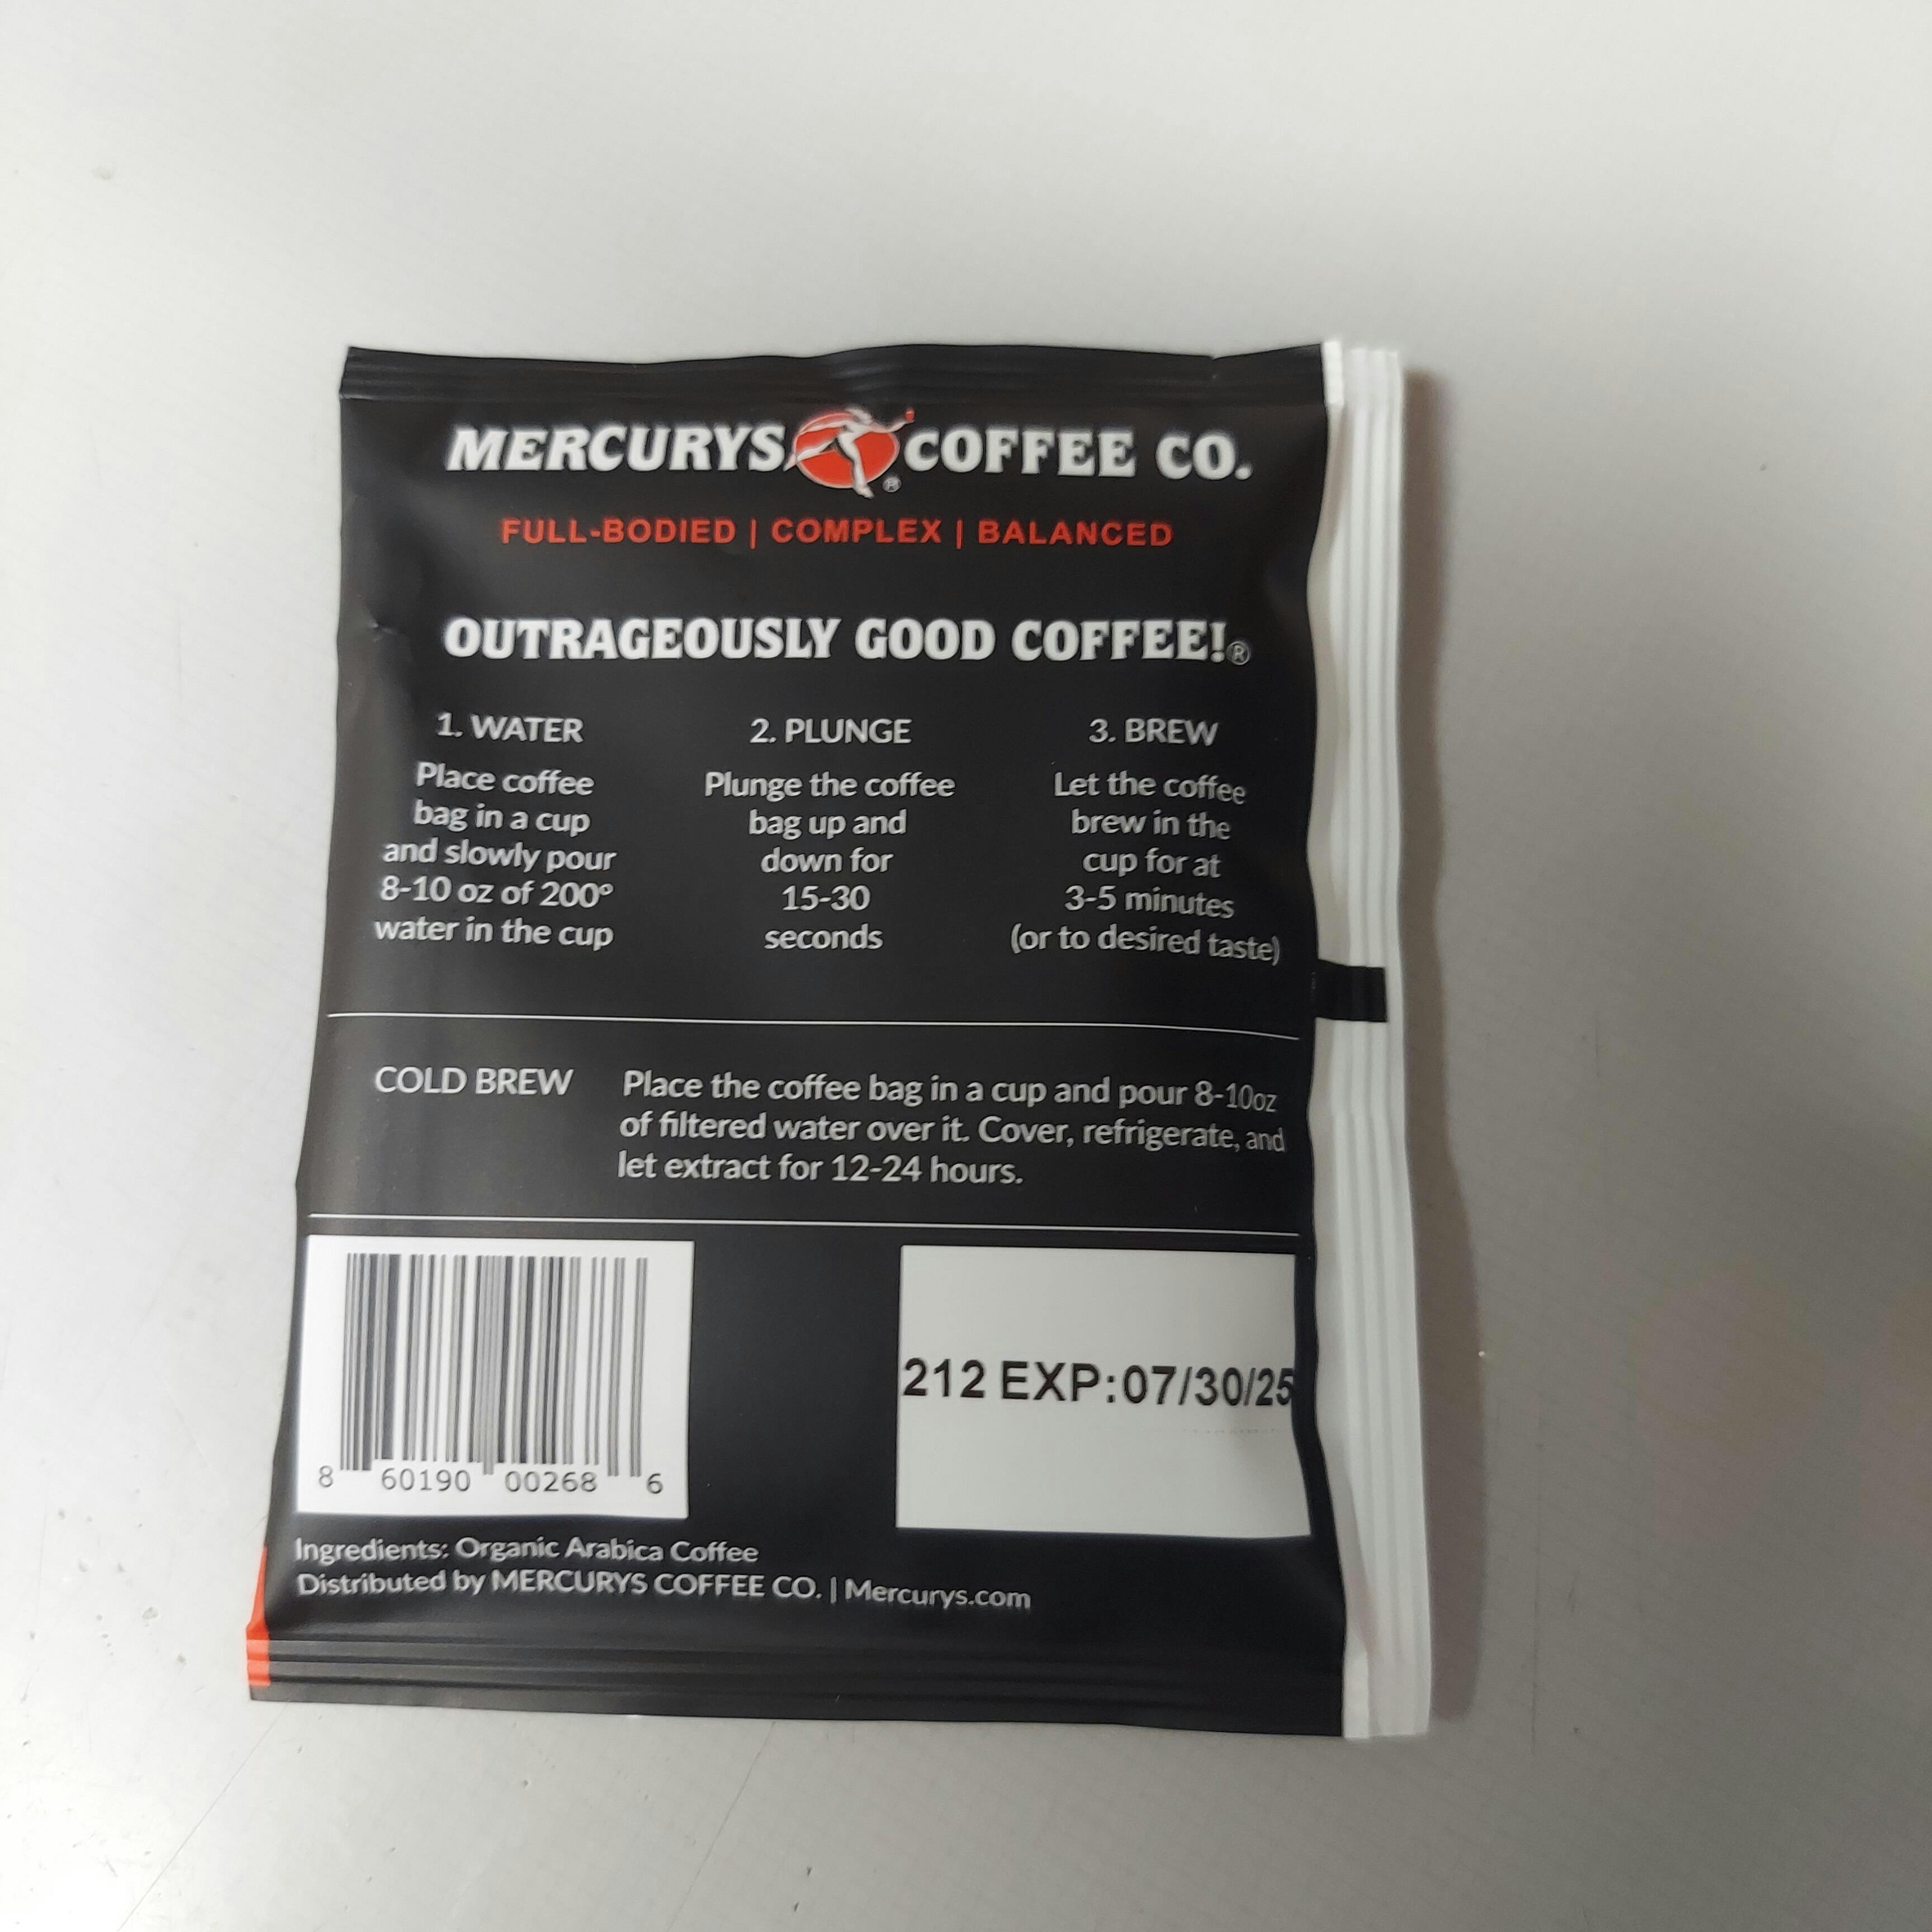 MERCURYS COFFEE CO.
®
FULL-BODIED | COMPLEX | BALANCED
OUTRAGEOUSLY GOOD COFFEE!®
1. WATER
Place coffee
bag in a cup
and slowly pour
8-10 oz of 200°
water in the cup
2. PLUNGE
Plunge the coffee
bag up and
down for
15-30
seconds
3. BREW
Let the coffee
brew in the
cup for at
3-5 minutes
(or to desired taste)
COLD BREW
Place the coffee bag in a cup and pour 8-10oz
of filtered water over it. Cover, refrigerate, and
let extract for 12-24 hours.
8 60190 00268 6
212 EXP:07/30/25
Ingredients: Organic Arabica Coffee
Distributed by MERCURYS COFFEE CO. | Mercurys.com